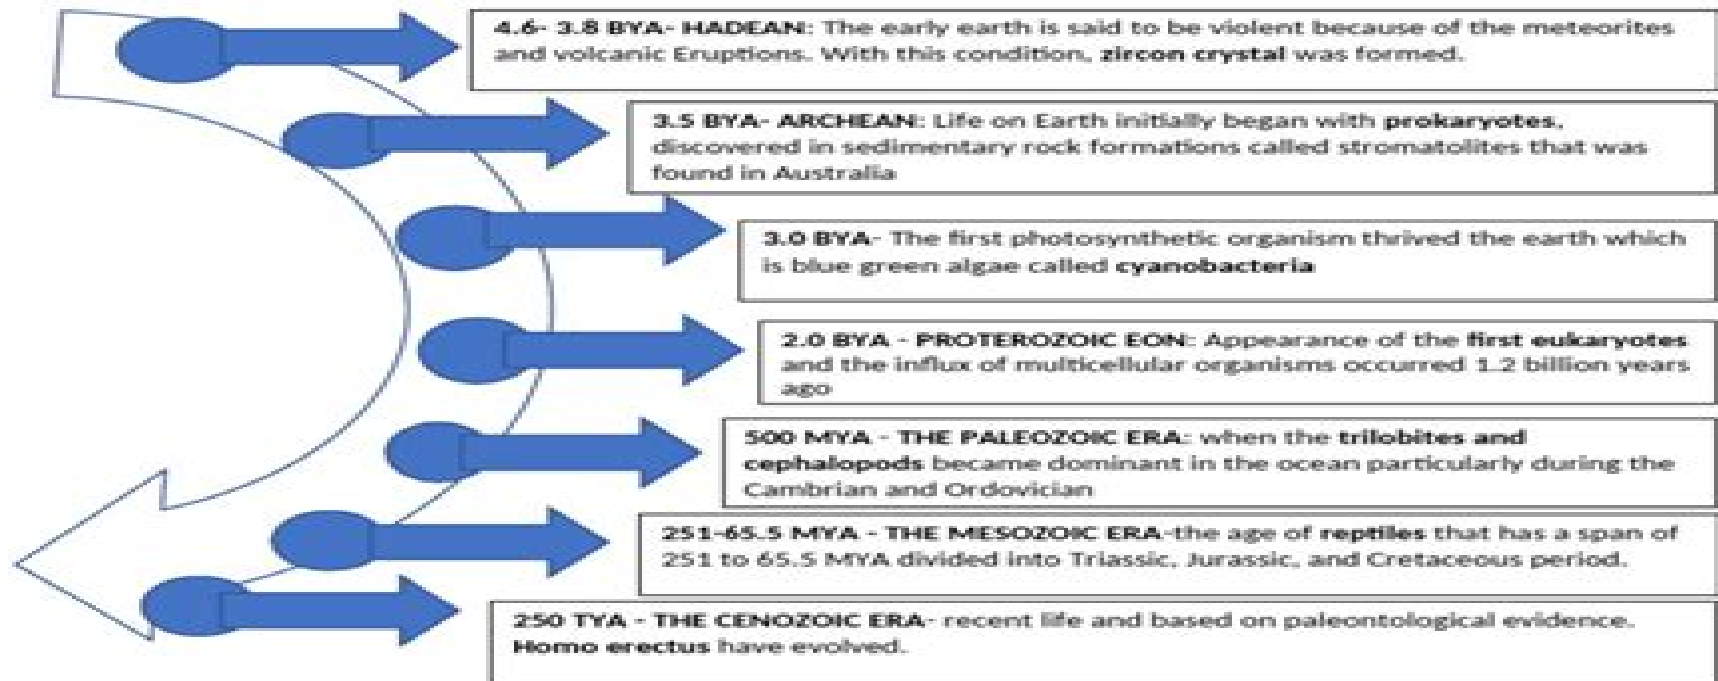 4.6- 3.8 BYA- HADEAN: The early earth is said to be violent because of the meteorites
and volcanic Eruptions. With this condition, zircon crystal was formed.
3.5 BYA- ARCHEAN: Life on Earth initially began with prokaryotes,
discovered in sedimentary rock formations called stromatolites that was
found in Australia
3.0 BYA- The first photosynthetic organism thrived the earth which
is blue green algae called cyanobacteria
2.0 BYA - PROTEROZOIC EON: Appearance of the first eukaryotes
and the influx of multicellular organisms occurred 1.2 billion years
ago
500 MYA - THE PALEOZOIC ERA: when the trilobites and
cephalopods became dominant in the ocean particularly during the
Cambrian and Ordovician
251-65.5 MYA - THE MESOZOIC ERA-the age of reptiles that has a span of
251 to 65.5 MYA divided into Triassic, Jurassic, and Cretaceous period.
250 TYA - THE CENOZOIC ERA- recent life and based on paleontological evidence.
Homo erectus have evolved.